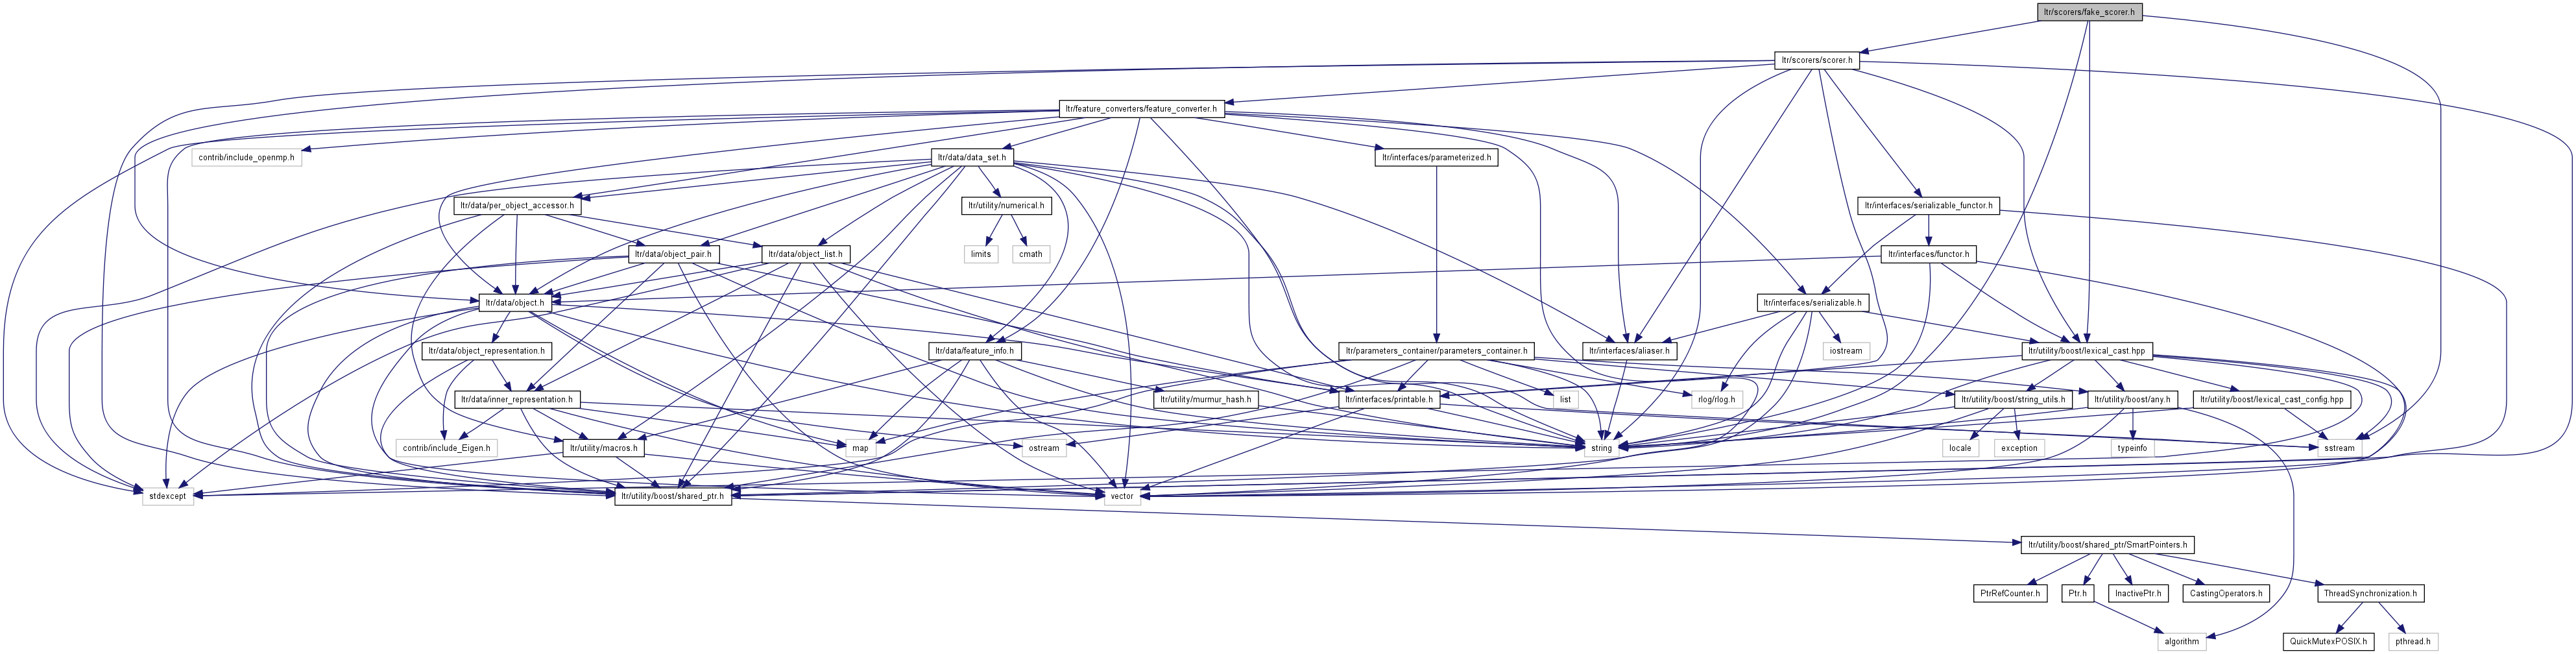 ltr/scorers/fake_scorer.h
ltr/scorers/scorer.h
ltr/feature_converters/feature_converter.h
contrib/include_openmp.h
ltr/data/data_set.h
ltr/interfaces/parameterized.h
ltr/data/per_object_accessor.h
ltr/utility/numerical.h
ltr/interfaces/serializable_functor.h
ltr/data/object_pair.h
ltr/data/object_list.h
limits
cmath
ltr/interfaces/functor.h
ltr/data/object.h
ltr/interfaces/serializable.h
ltr/data/object_representation.h
ltr/data/feature_info.h
ltr/parameters_container/parameters_container.h
ltr/interfaces/aliaser.h
iostream
ltr/utility/boost/lexical_cast.hpp
ltr/data/inner_representation.h
ltr/utility/murmur_hash.h
ltr/interfaces/printable.h
list
rlog/rlog.h
ltr/utility/boost/string_utils.h
ltr/utility/boost/any.h
ltr/utility/boost/lexical_cast_config.hpp
contrib/include_Eigen.h
ltr/utility/macros.h
map
ostream
string
locale
exception
typeinfo
sstream
stdexcept
ltr/utility/boost/shared_ptr.h
vector
ltr/utility/boost/shared_ptr/SmartPointers.h
PtrRefCounter.h
Ptr.h
InactivePtr.h
CastingOperators.h
ThreadSynchronization.h
algorithm
QuickMutexPOSIX.h
pthread.h